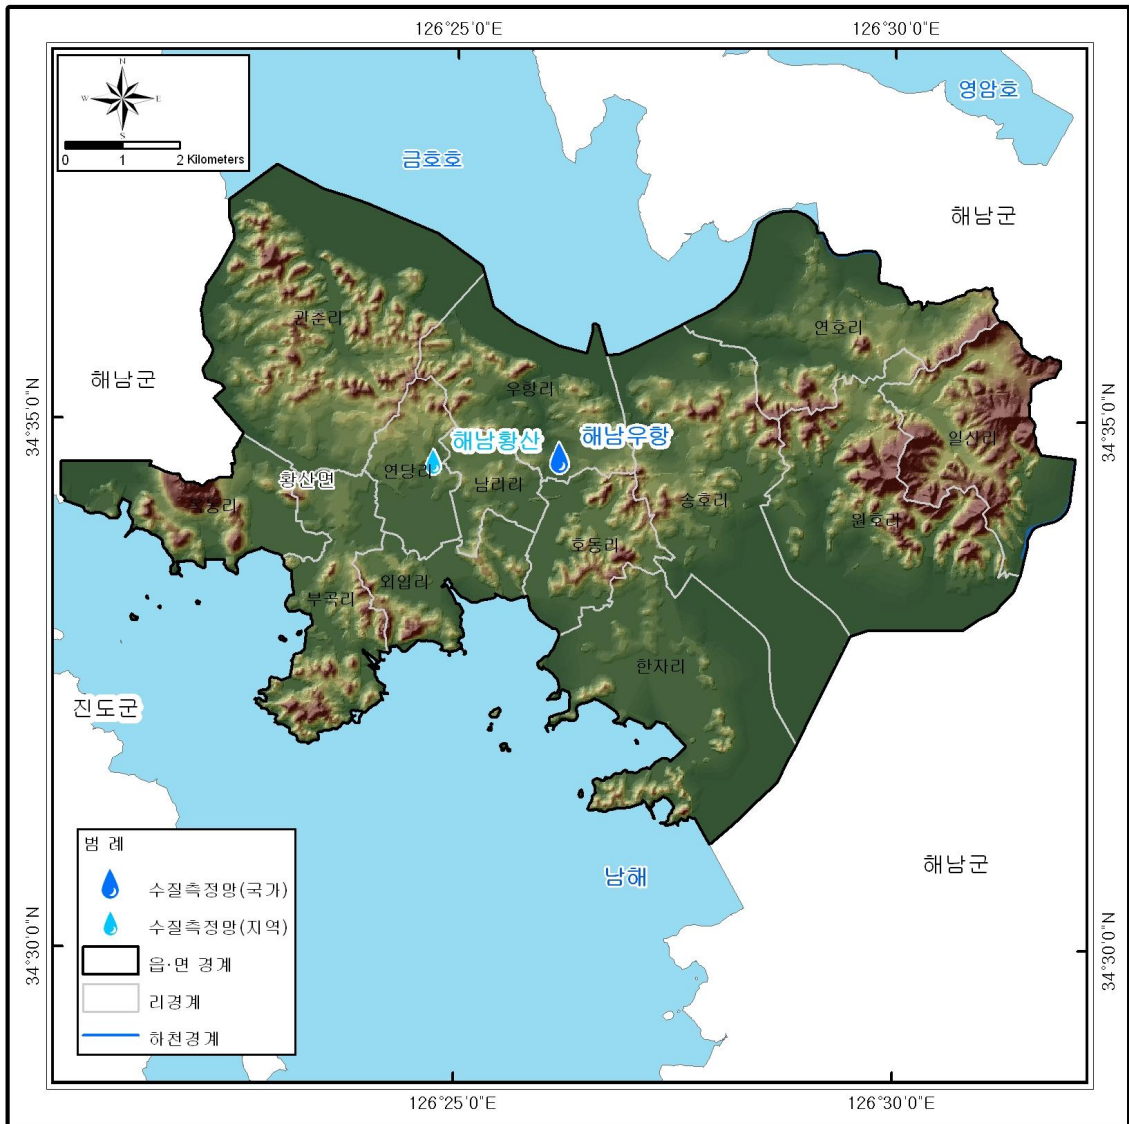 126°25'0"E
126°30'0"E
N
W
E
S
0 1 2 Kilometers
영암호
금호호
해남군
관춘리
연호리
해남군
34°35'0"N
34°35'0"N
우항리
해남황산
해남우항
일신리
연당리
황산면
남리리
송호리
원호리
호동리
외입리
부곡리
한자리
진도군
남해
해남군
범 례
수질측정망(국가)
수질측정망(지역)
읍·면 경계
리경계
하천경계
34°30'0"N
34°30'0"N
126°25'0"E
126°30'0"E